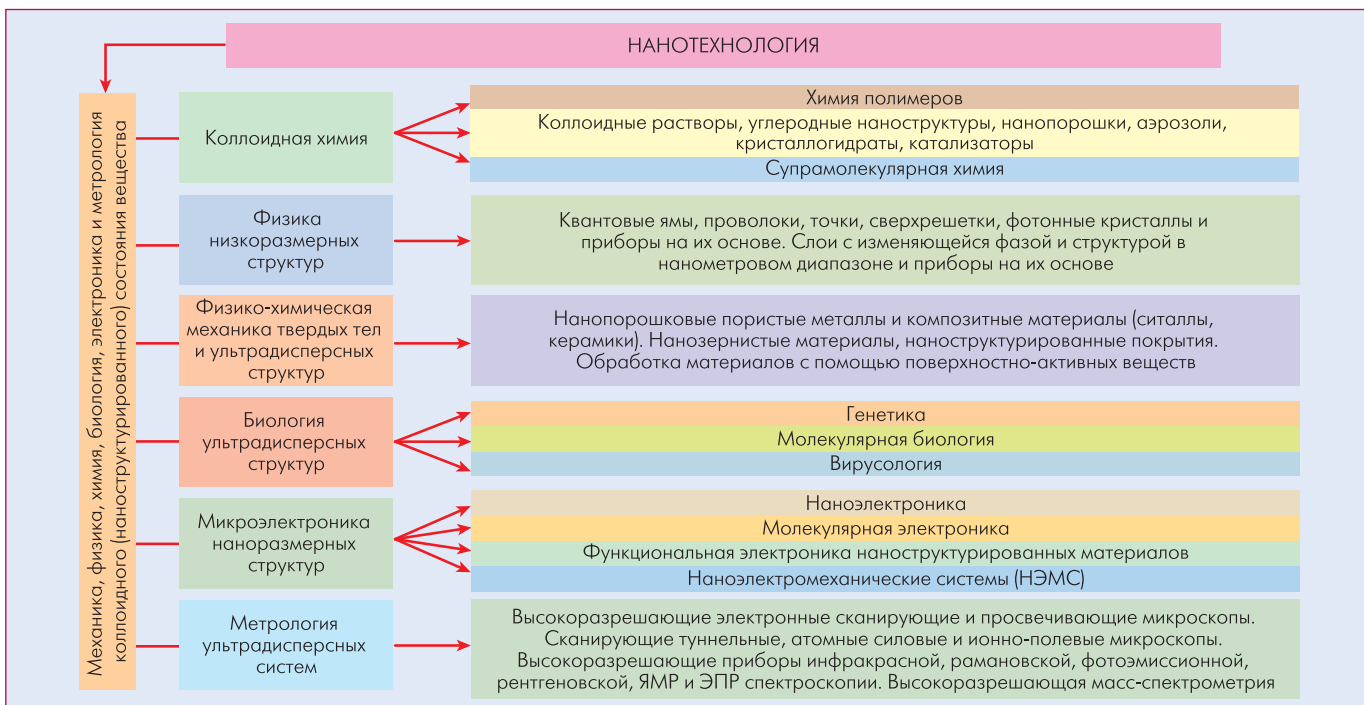 НАНОТЕХНОЛОГИЯ
Механика, физика, химия, биология, электроника и метрология
коллоидного (наноструктурированного) состояния вещества
Коллоидная химия
Химия полимеров
Коллоидные растворы, углеродные наноструктуры, нанопорошки, аэрозоли,
кристаллогидраты, катализаторы
Супрамолекулярная химия
Физика
низкоразмерных
структур
Квантовые ямы, проволоки, точки, сверхрешетки, фотонные кристаллы и
приборы на их основе. Слои с изменяющейся фазой и структурой в
нанометровом диапазоне и приборы на их основе
Физико-химическая
механика твердых тел
и ультрадисперсных
структур
Нанопорошковые пористые металлы и композитные материалы (ситаллы,
керамики). Нанозернистые материалы, наноструктурированные покрытия.
Обработка материалов с помощью поверхностно-активных веществ
Биология
ультрадисперсных
структур
Генетика
Молекулярная биология
Вирусология
Микроэлектроника
наноразмерных
структур
Наноэлектроника
Молекулярная электроника
Функциональная электроника наноструктурированных материалов
Наноэлектромеханические системы (НЭМС)
Метрология
ультрадисперсных
систем
Высокоразрешающие электронные сканирующие и просвечивающие микроскопы.
Сканирующие туннельные, атомные силовые и ионно-полевые микроскопы.
Высокоразрешающие приборы инфракрасной, рамановской, фотоэмиссионной,
рентгеновской, ЯМР и ЭПР спектроскопии. Высокоразрешающая масс-спектрометрия